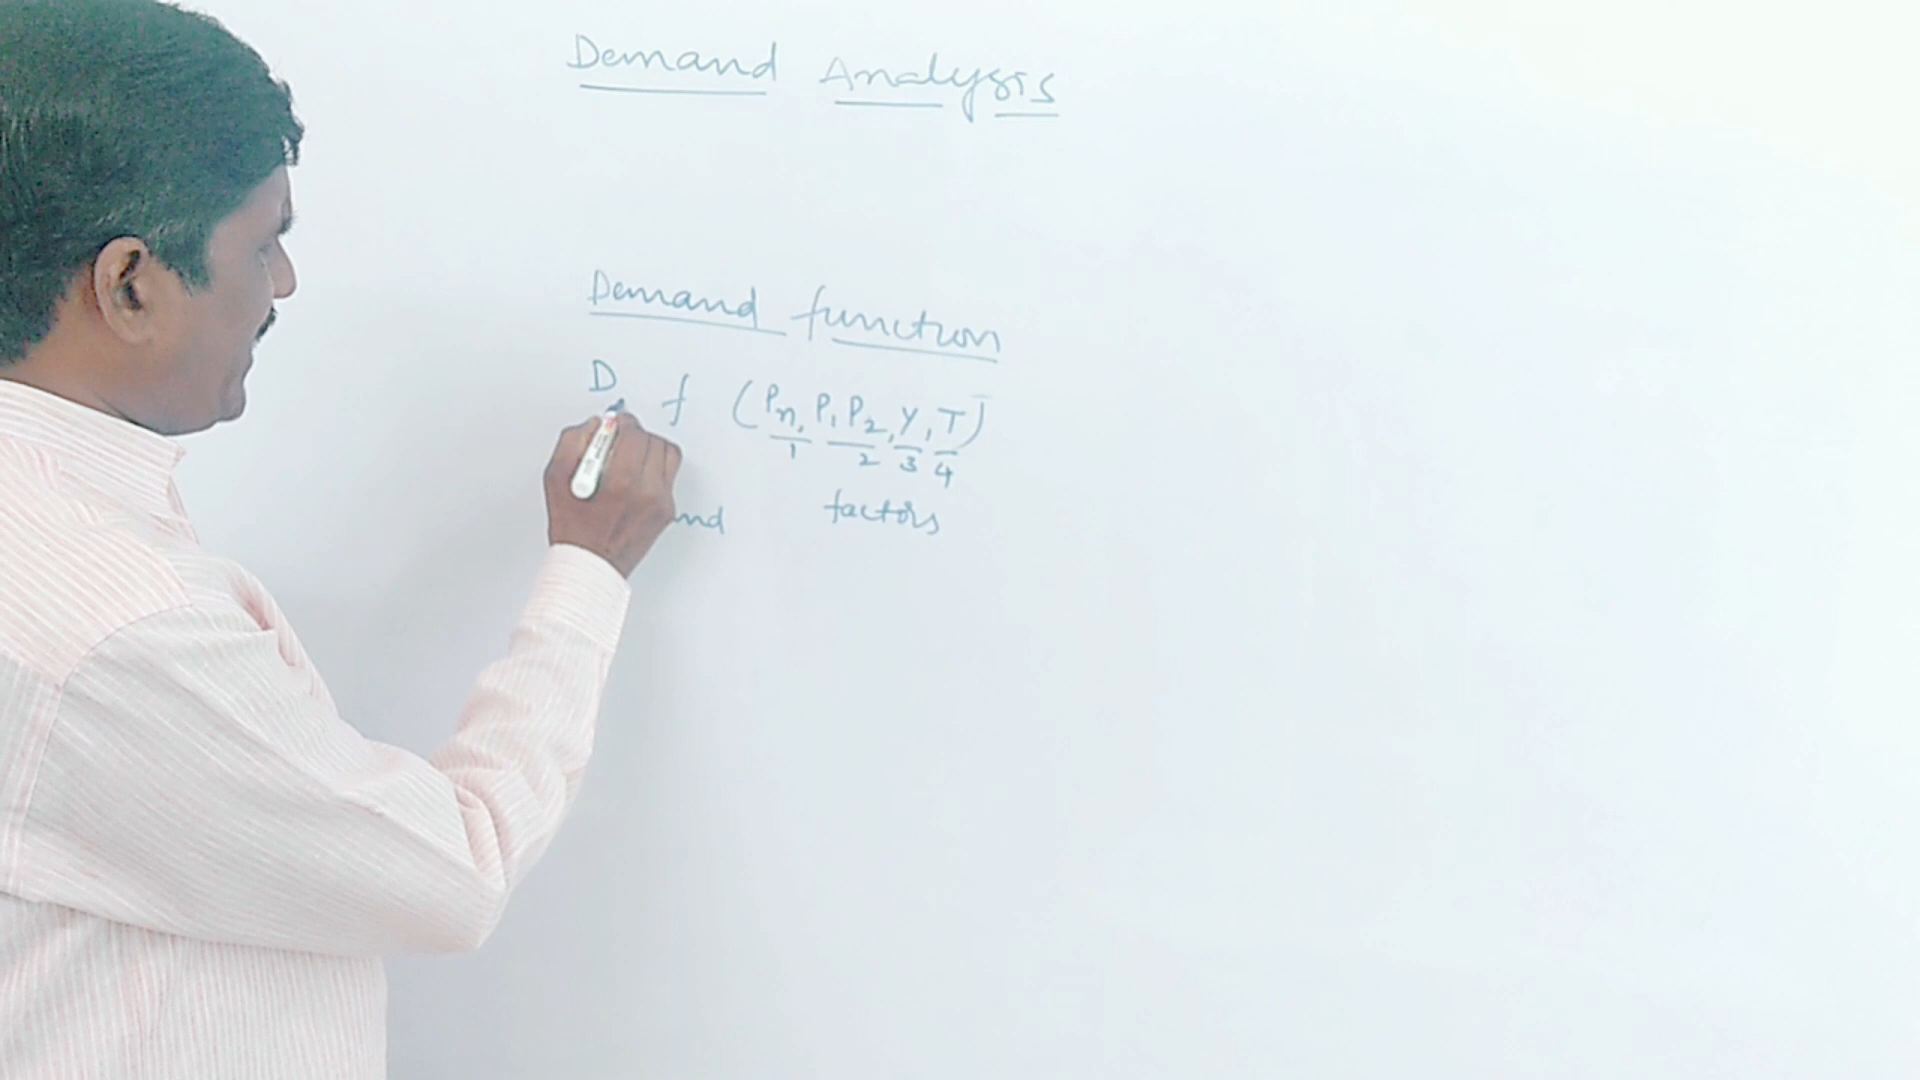 Demand Analysis
Demand function
D f (Pn, P1 P2, Y, T)
1 2 3 4
factors